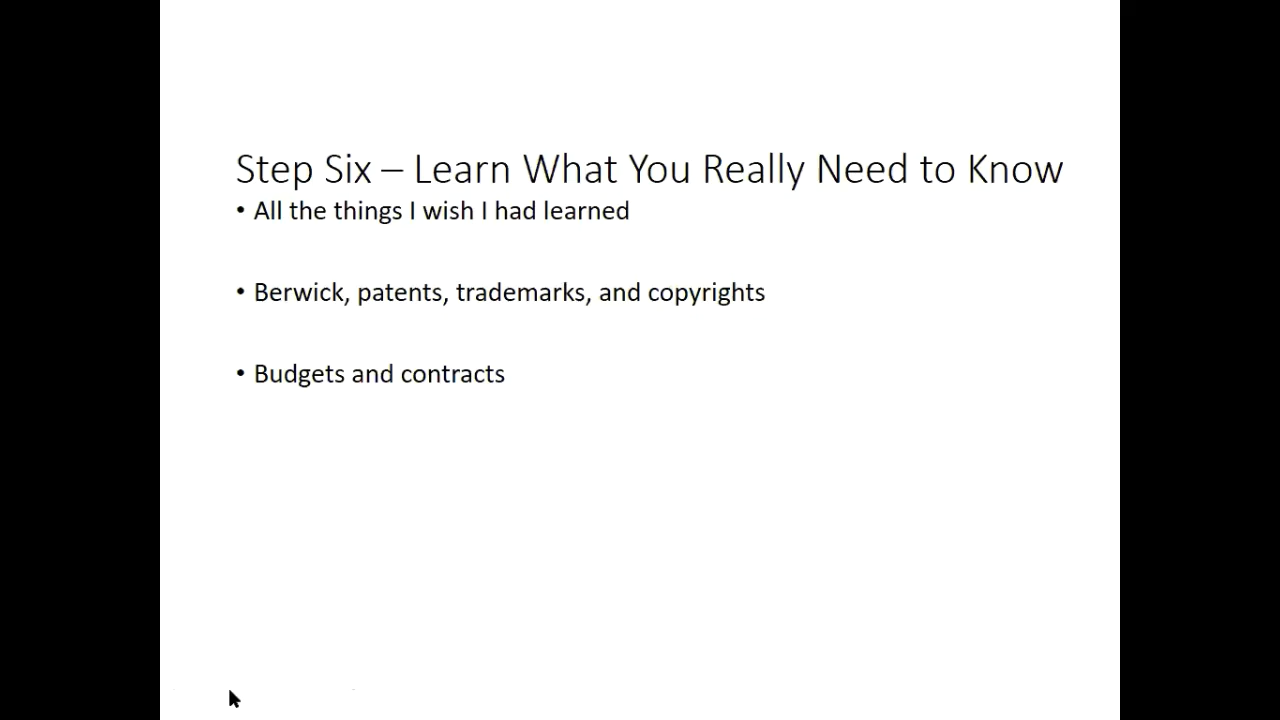 Step Six – Learn What You Really Need to Know
• All the things I wish I had learned
• Berwick, patents, trademarks, and copyrights
• Budgets and contracts